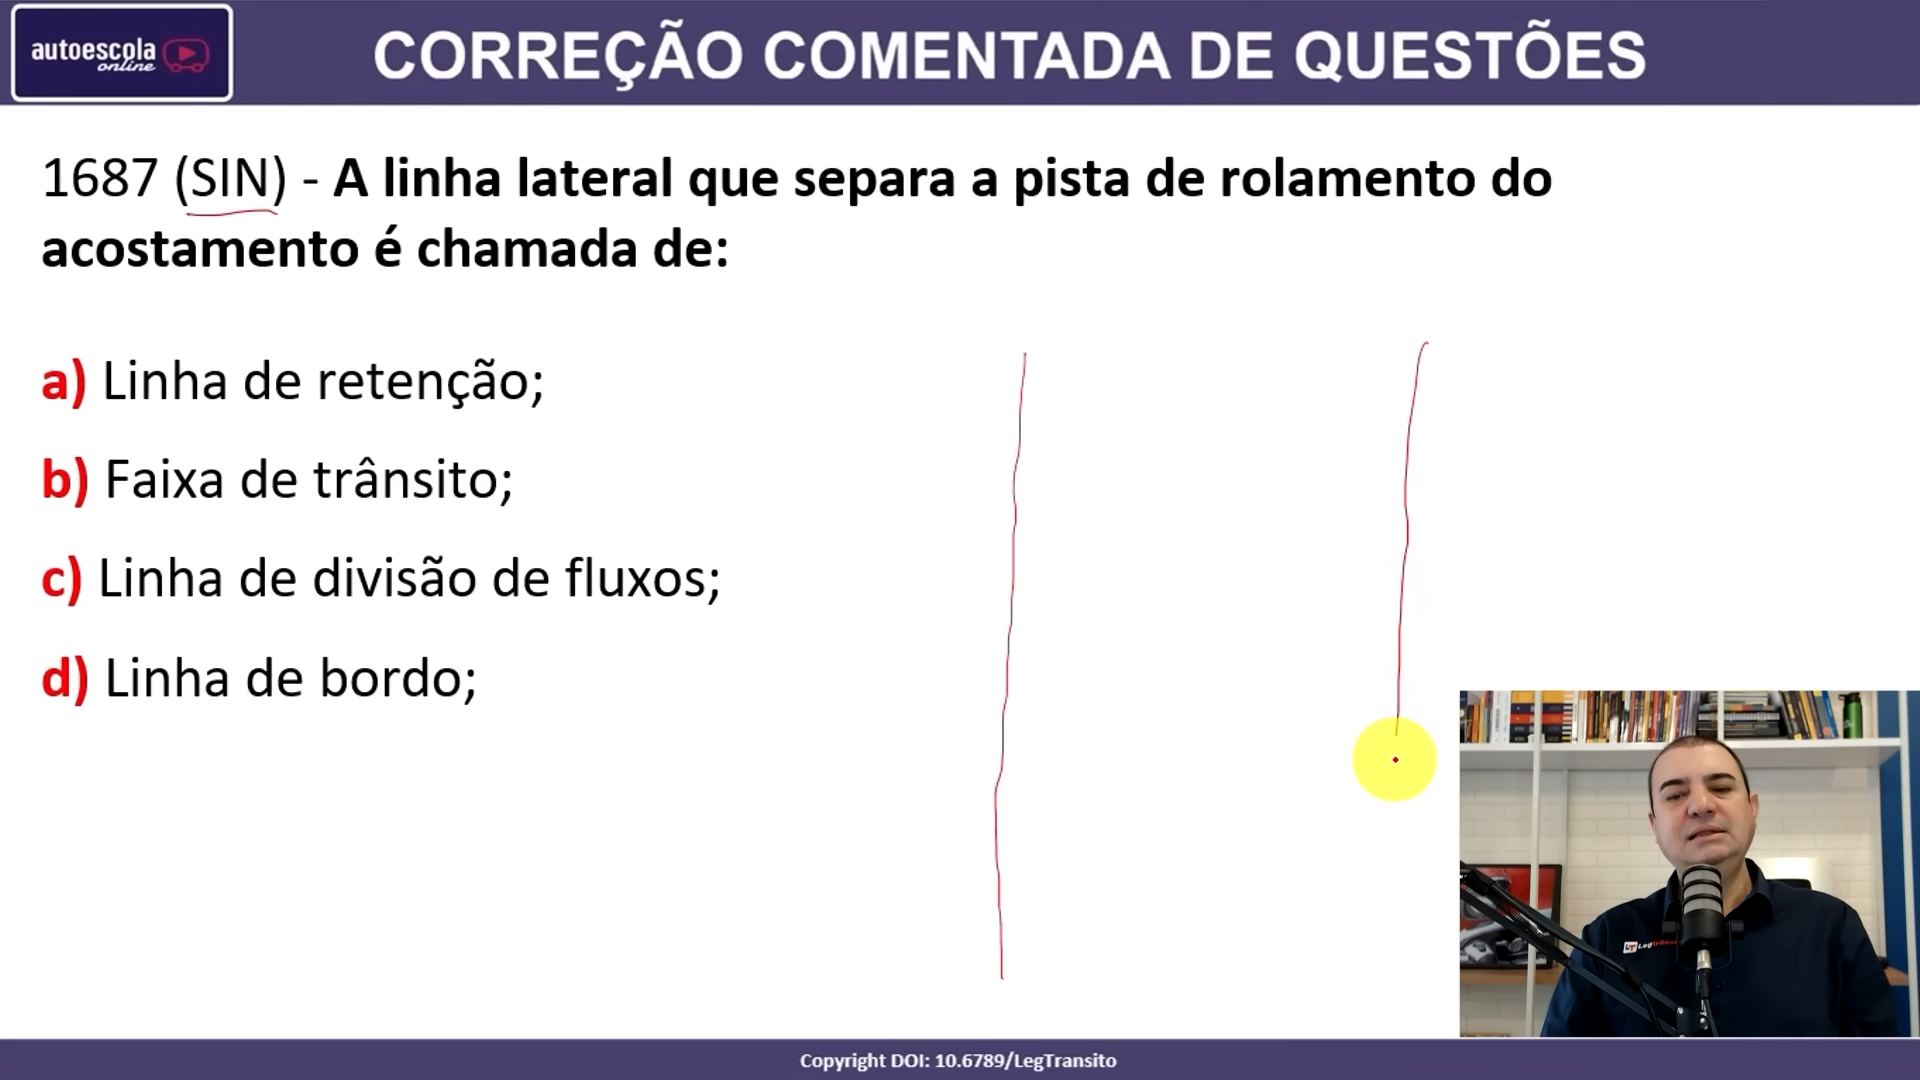 autoescola
online
CORREÇÃO COMENTADA DE QUESTÕES
1687 (SIN) - A linha lateral que separa a pista de rolamento do
acostamento é chamada de:
a) Linha de retenção;
b) Faixa de trânsito;
c) Linha de divisão de fluxos;
d) Linha de bordo;
Copyright DOI: 10.6789/LegTransito